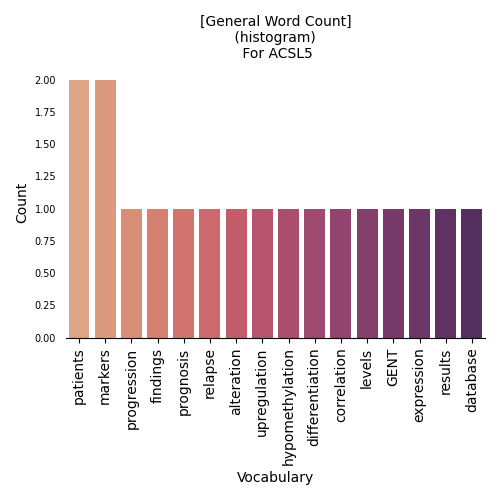 [General Word Count]
(histogram)
For ACSL5
Count
2.00
1.75
1.50
1.25
1.00
0.75
0.50
0.25
0.00
patients
markers
progression
findings
prognosis
relapse
alteration
upregulation
hypomethylation
differentiation
correlation
levels
GENT
expression
results
database
Vocabulary